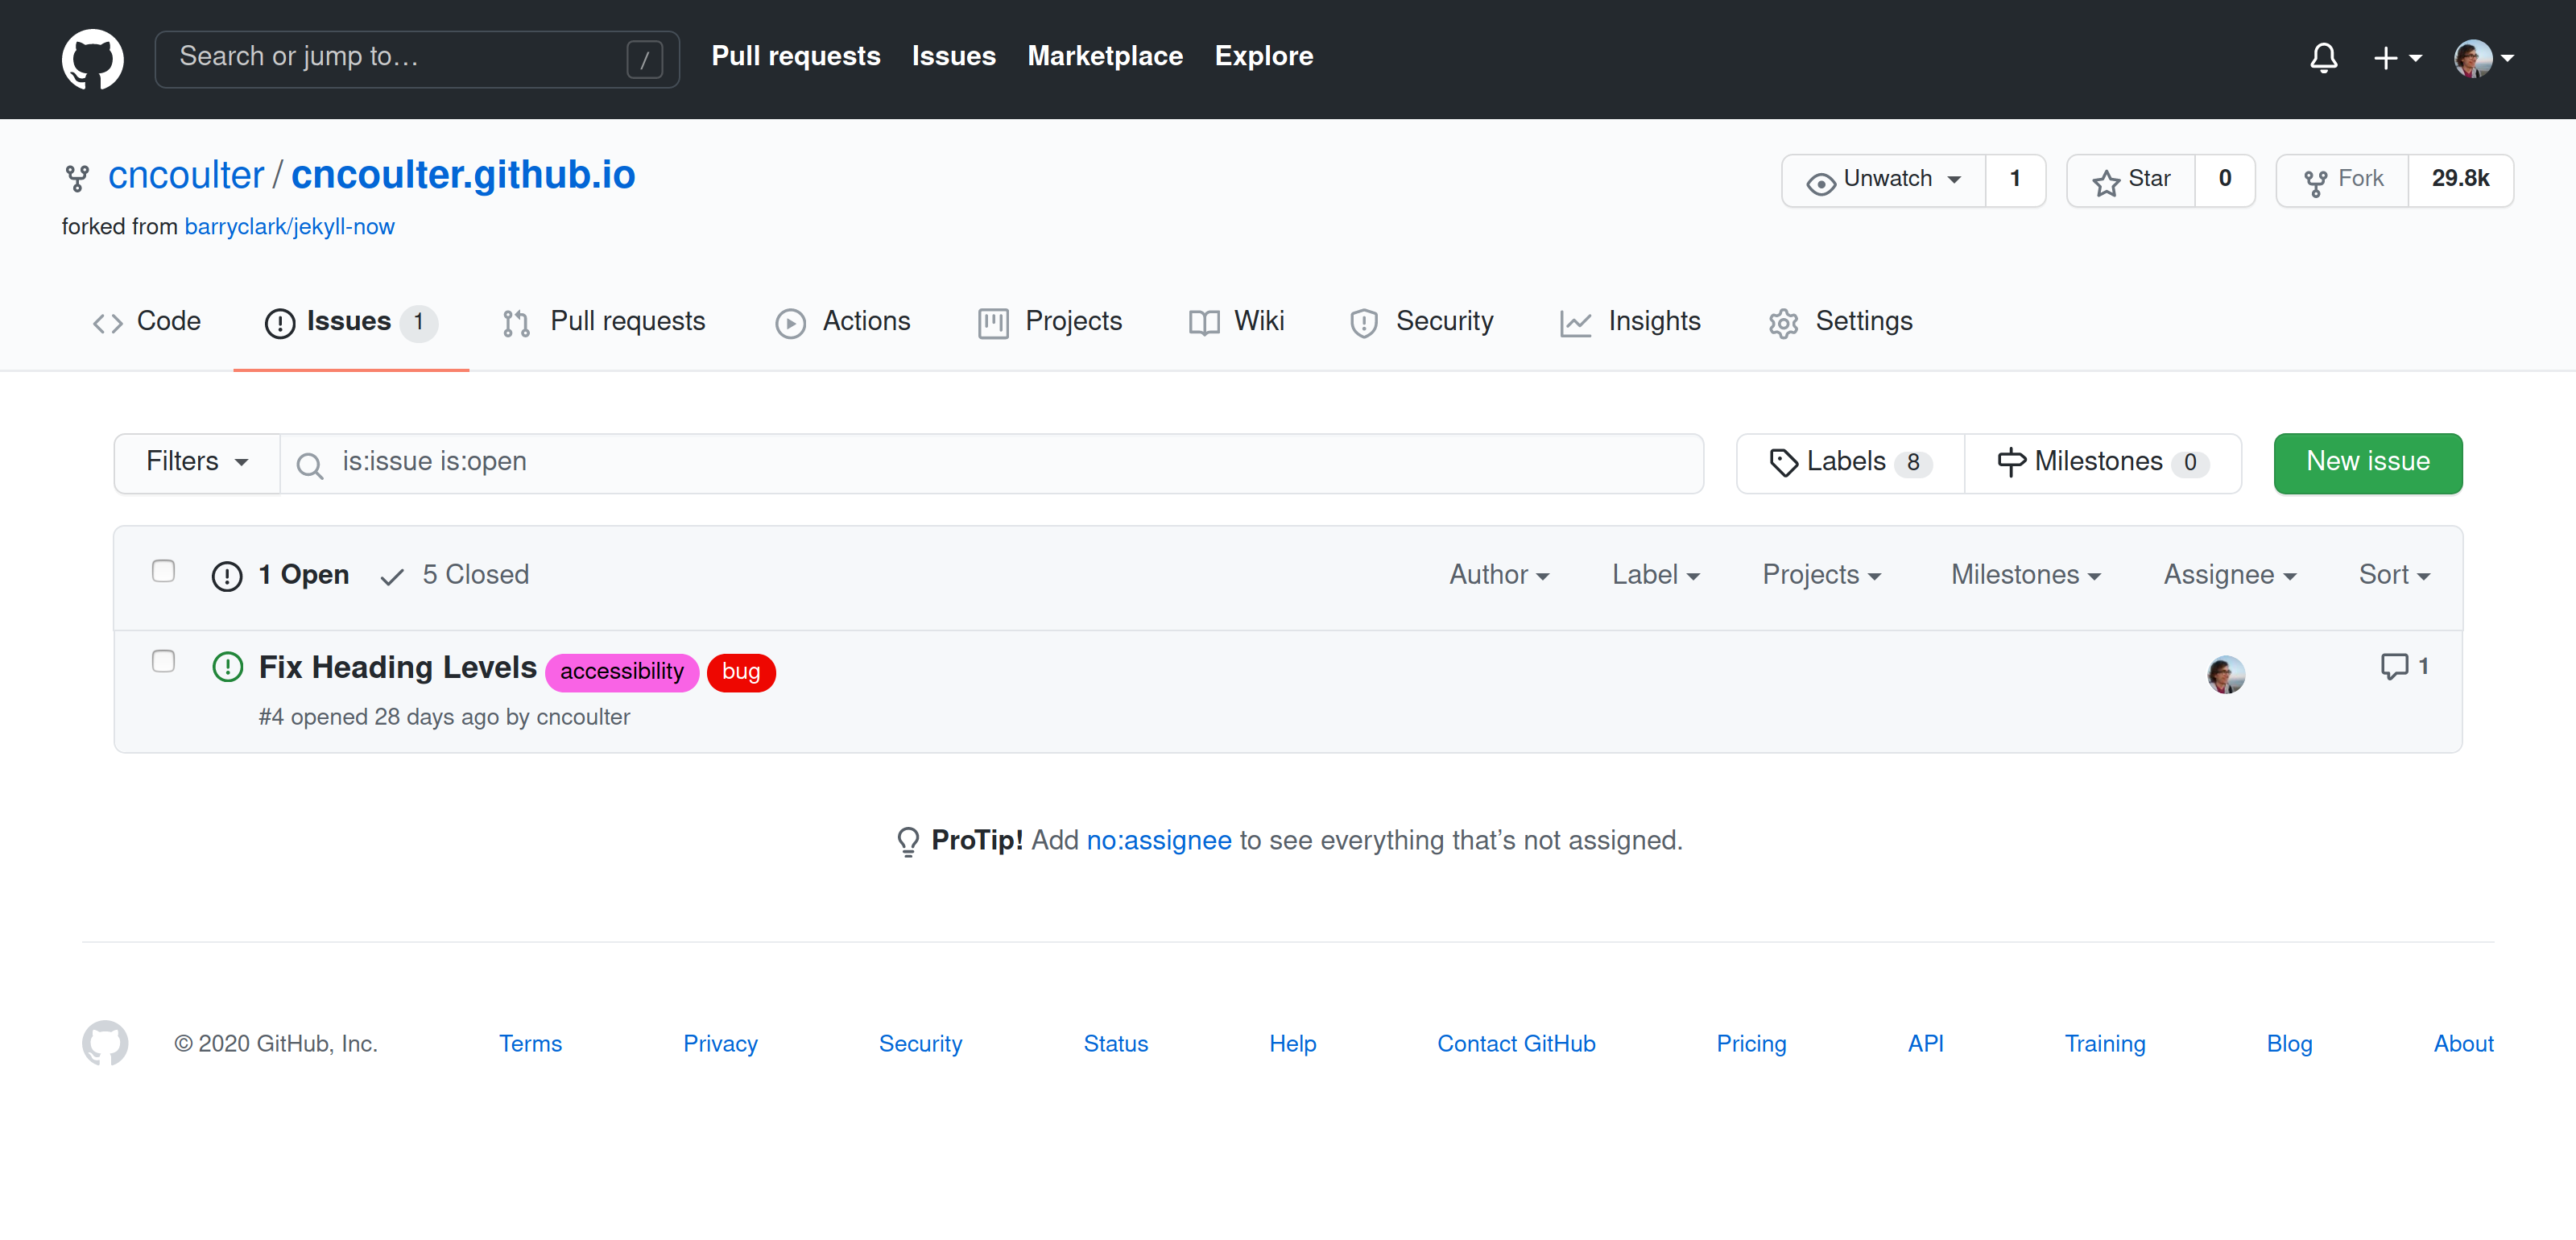 Search or jump to… / Pull requests Issues Marketplace Explore
cncoulter / cncoulter.github.io Unwatch 1 Star 0 Fork 29.8k
forked from barryclark/jekyll-now
Code Issues 1 Pull requests Actions Projects Wiki Security Insights Settings
Filters is:issue is:open Labels 8 Milestones 0 New issue
1 Open 5 Closed Author Label Projects Milestones Assignee Sort
Fix Heading Levels accessibility bug 1
#4 opened 28 days ago by cncoulter
ProTip! Add no:assignee to see everything that’s not assigned.
© 2020 GitHub, Inc. Terms Privacy Security Status Help Contact GitHub Pricing API Training Blog About